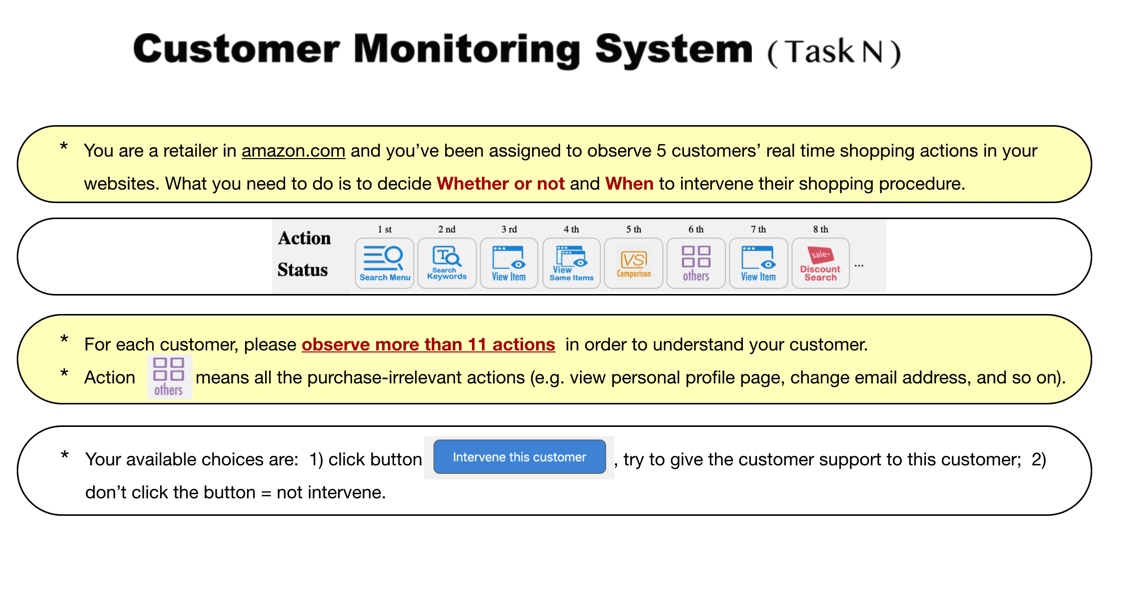 Customer Monitoring System (Task N)
* You are a retailer in amazon.com and you’ve been assigned to observe 5 customers’ real time shopping actions in your
websites. What you need to do is to decide Whether or not and When to intervene their shopping procedure.
1 st 2 nd 3 rd 4 th 5 th 6 th 7 th 8 th
Action
Status
VS sale-
Search Menu Search Keywords View Item View Same Items Comparison others View Item Discount Search ...
* For each customer, please observe more than 11 actions in order to understand your customer.
* Action others means all the purchase-irrelevant actions (e.g. view personal profile page, change email address, and so on).
* Your available choices are: 1) click button Intervene this customer , try to give the customer support to this customer; 2)
don’t click the button = not intervene.